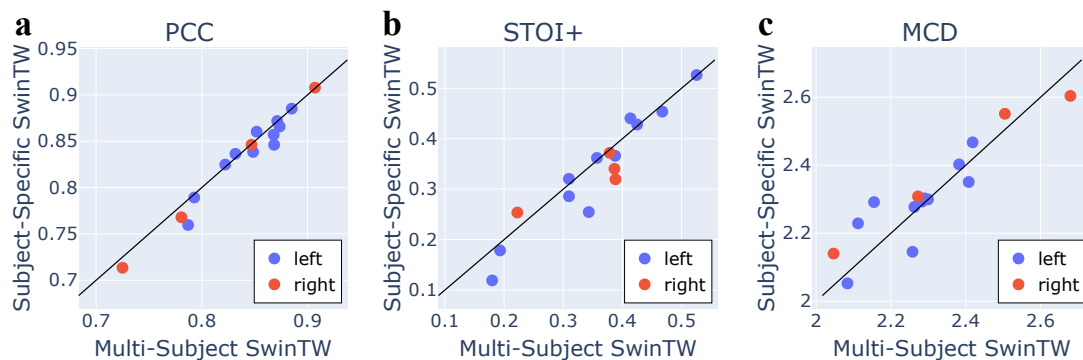 a
PCC
Subject-Specific SwinTW
0.95
0.9
0.85
0.8
0.75
0.7
0.7
0.8
0.9
Multi-Subject SwinTW
left
right
b
STOI+
Subject-Specific SwinTW
0.5
0.4
0.3
0.2
0.1
0.1
0.2
0.3
0.4
0.5
Multi-Subject SwinTW
left
right
c
MCD
Subject-Specific SwinTW
2.6
2.4
2.2
2
2
2.2
2.4
2.6
Multi-Subject SwinTW
left
right